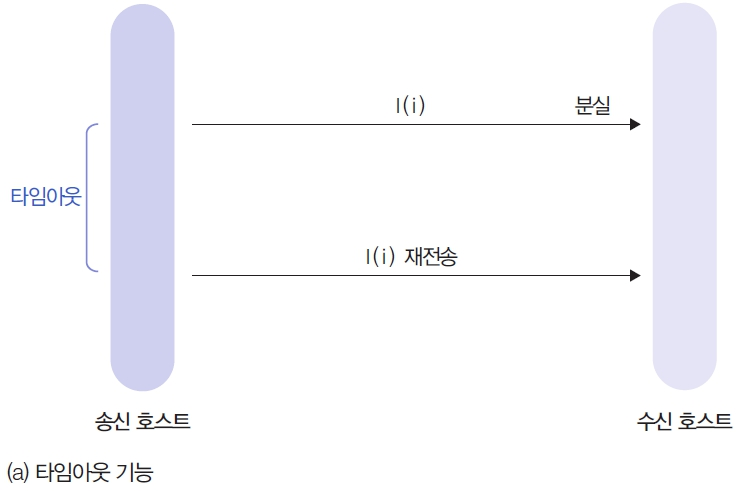 I(i) 분실
타임아웃
I(i) 재전송
송신 호스트 수신 호스트
(a) 타임아웃 기능